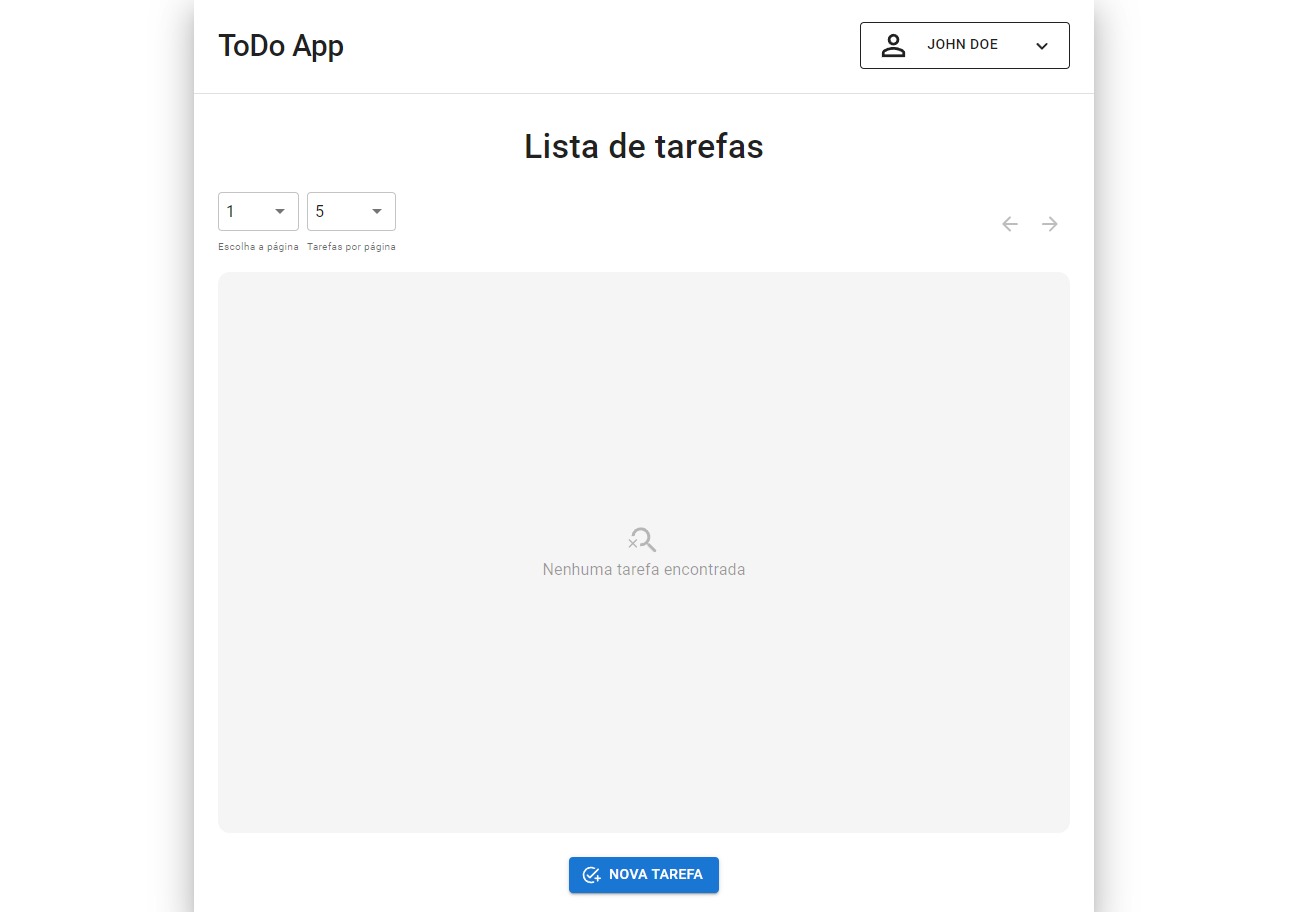 ToDo App
JOHN DOE
Lista de tarefas
1
5
Escolha a página
Tarefas por página
Nenhuma tarefa encontrada
NOVA TAREFA